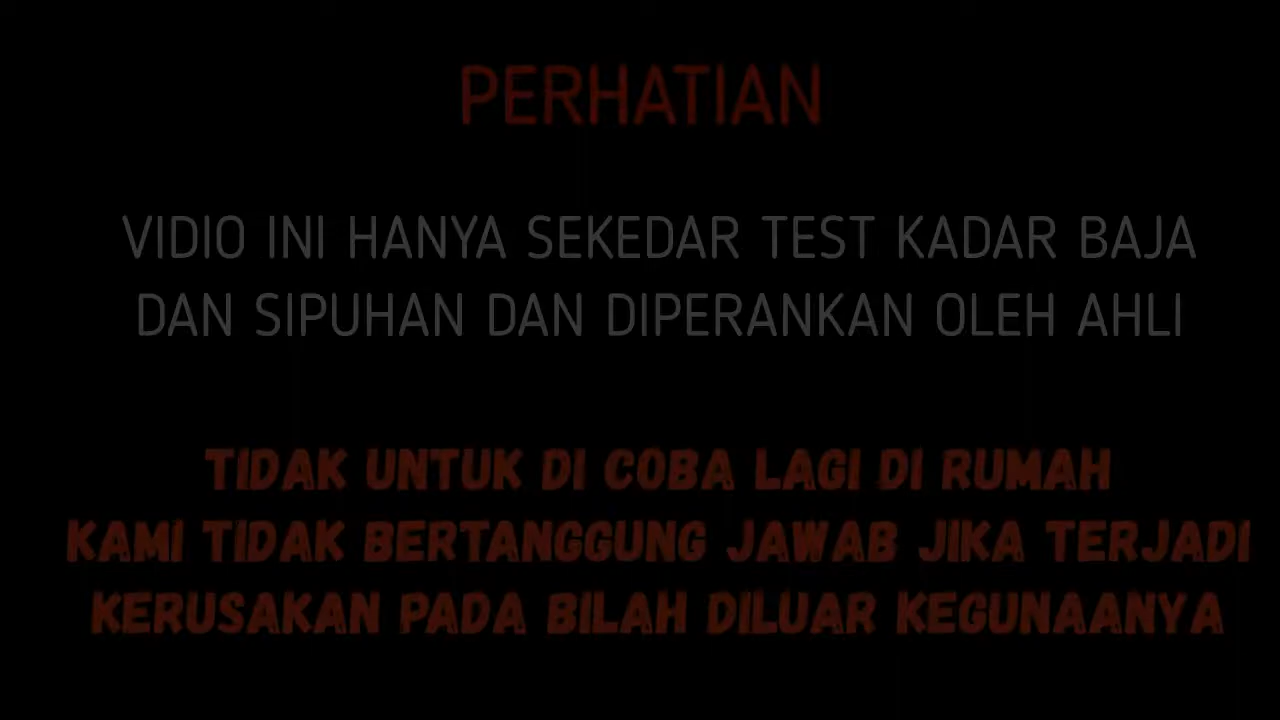 PERHATIAN
VIDIO INI HANYA SEKEDAR TEST KADAR BAJA
DAN SIPUHAN DAN DIPERANKAN OLEH AHLI
TIDAK UNTUK DI COBA LAGI DI RUMAH
KAMI TIDAK BERTANGGUNG JAWAB JIKA TERJADI
KERUSAKAN PADA BILAH DILUAR KEGUNAANYA